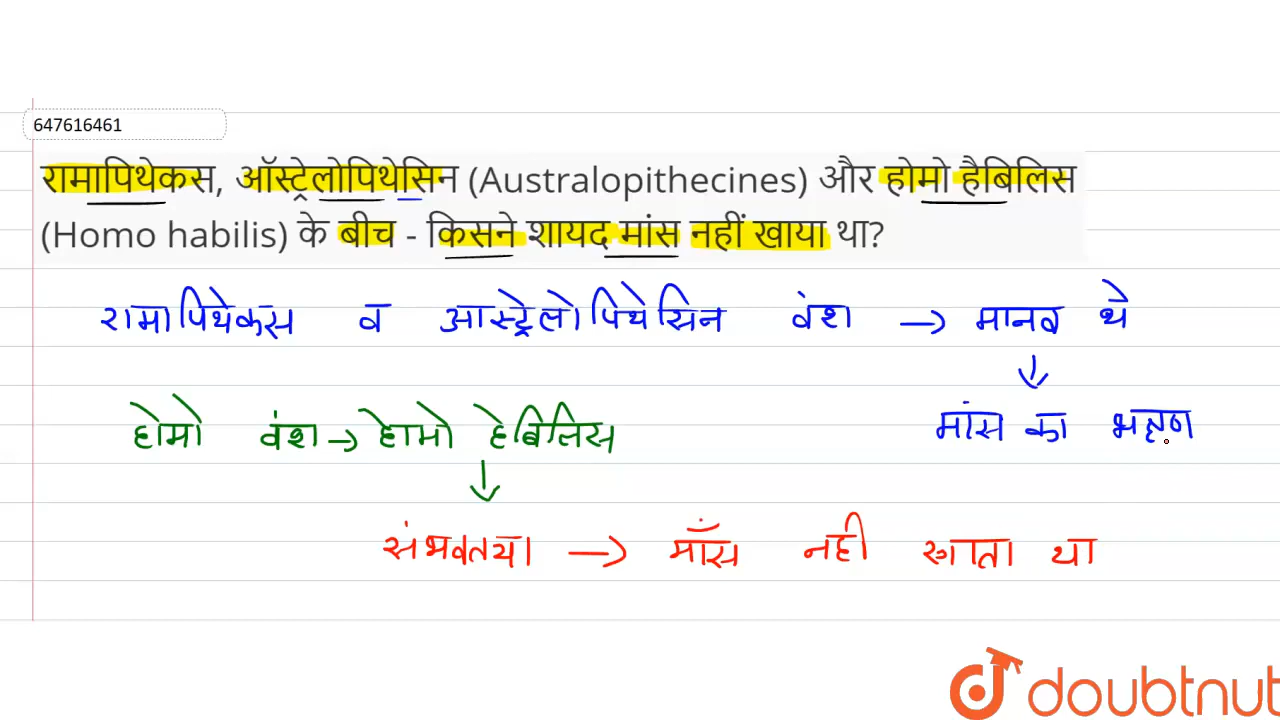 647616461
रामापिथेकस, ऑस्ट्रेलोपिथेसिन (Australopithecines) और होमो हैबिलिस
(Homo habilis) के बीच - किसने शायद मांस नहीं खाया था?
रामापिथेकस व आस्ट्रेलोपिथेसिन वंश → मानव थे
↓
मांस का भक्षण
होमो वंश → होमो हेबिलिस
↓
संभवतया → माँस नही खाता था
doubtnut